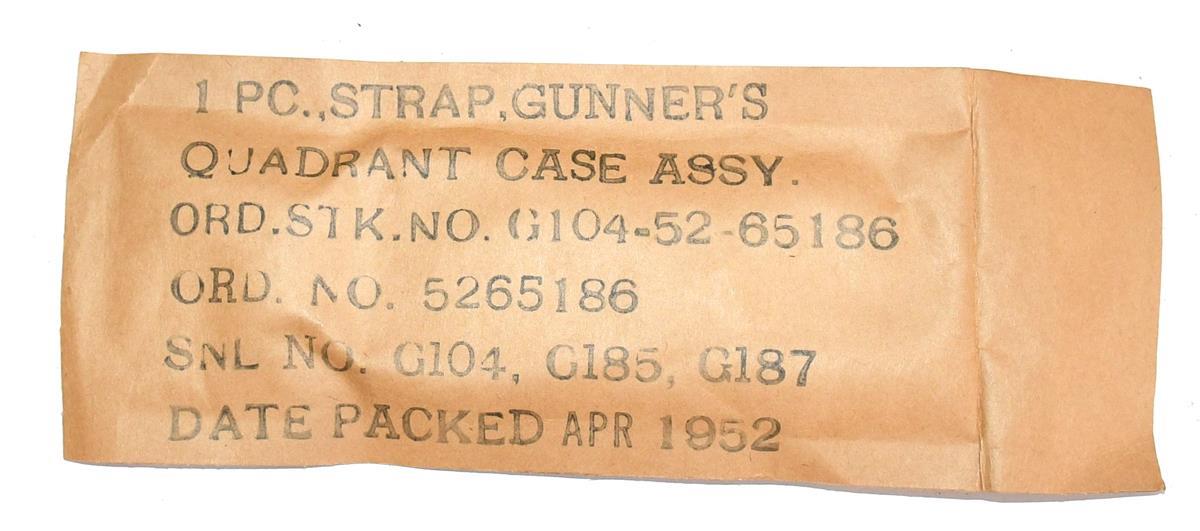 1 PC.,STRAP,GUNNER'S
QUADRANT CASE ASSY.
ORD.STK.NO. G104-52-65186
ORD. NO. 5265186
SNL NO. G104, G185, G187
DATE PACKED APR 1952